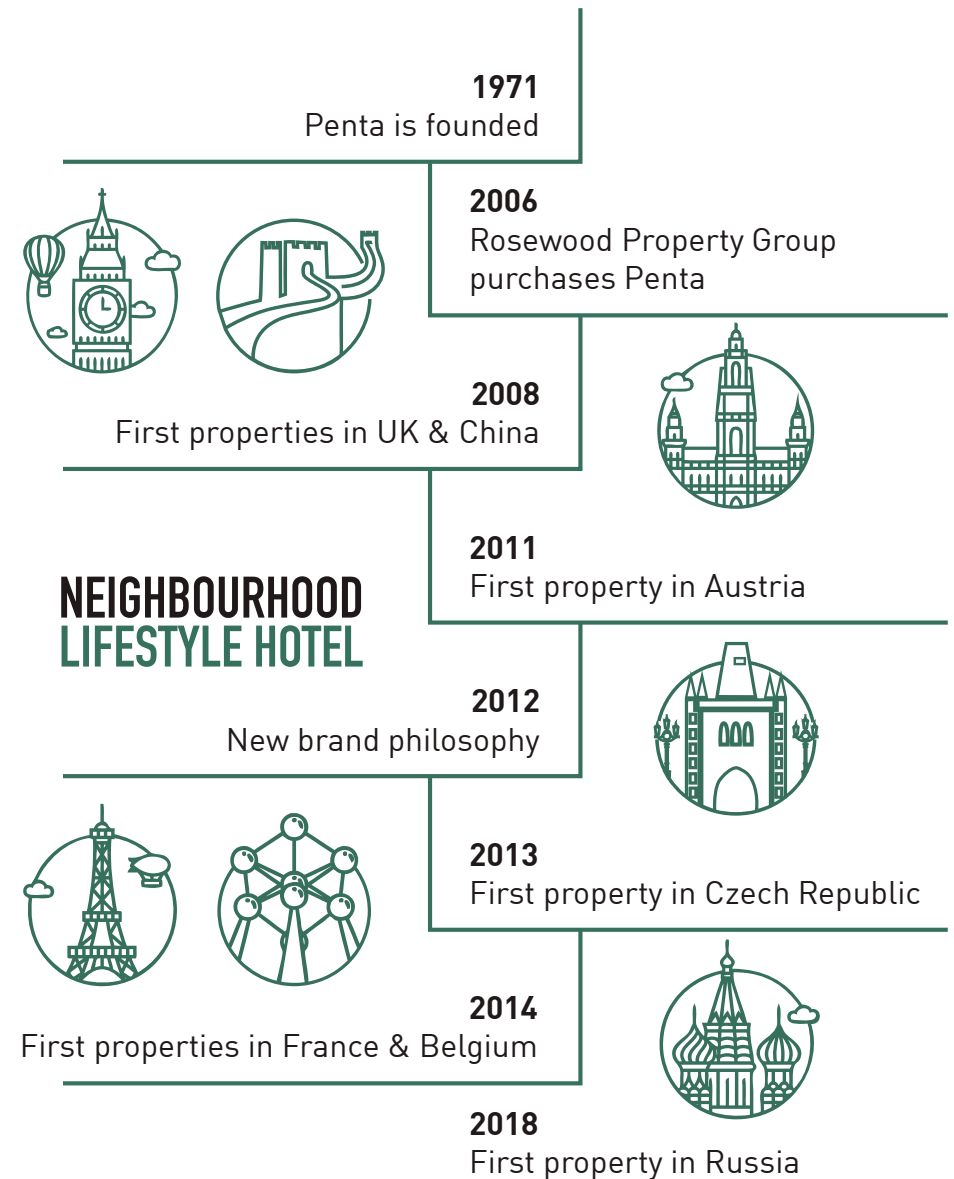 1971
Penta is founded
2006
Rosewood Property Group
purchases Penta
2008
First properties in UK & China
2011
First property in Austria
NEIGHBOURHOOD
LIFESTYLE HOTEL
2012
New brand philosophy
2013
First property in Czech Republic
2014
First properties in France & Belgium
2018
First property in Russia